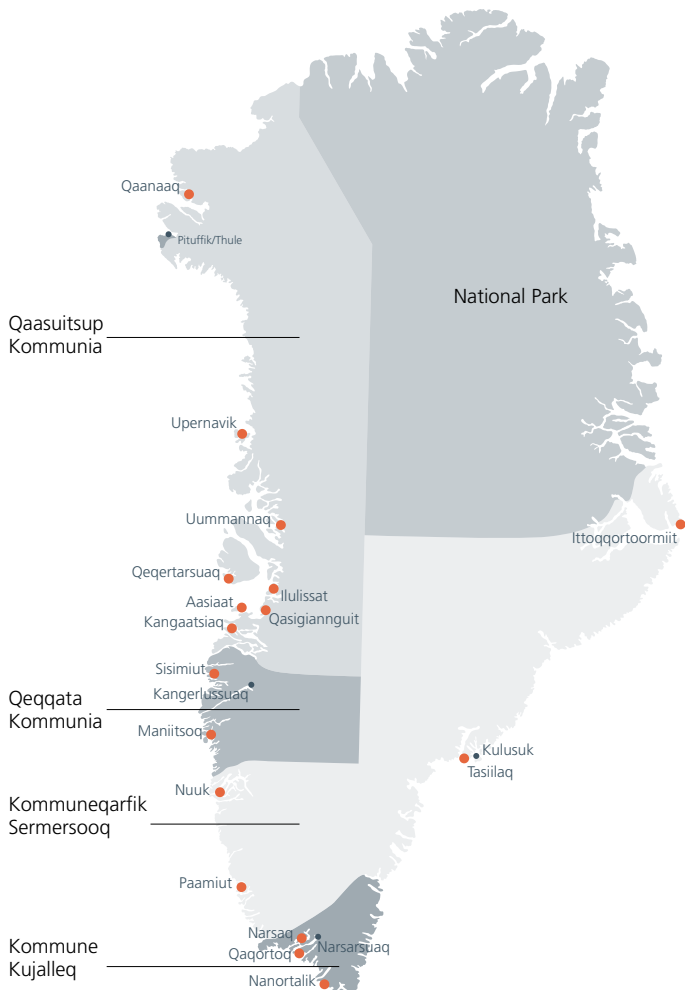 Qaanaaq
Pituffik/Thule
National Park
Qaasuitsup
Kommunia
Upernavik
Uummannaq
Ittoqqortoormiit
Qeqertarsuaq
Ilulissat
Aasiaat
Qasigiannguit
Kangaatsiaq
Sisimiut
Kangerlussuaq
Qeqqata
Kommunia
Maniitsoq
Kulusuk
Tasiilaq
Nuuk
Kommuneqarfik
Sermersooq
Paamiut
Narsaq
Narsarsuaq
Qaqortoq
Kommune
Kujalleq
Nanortalik